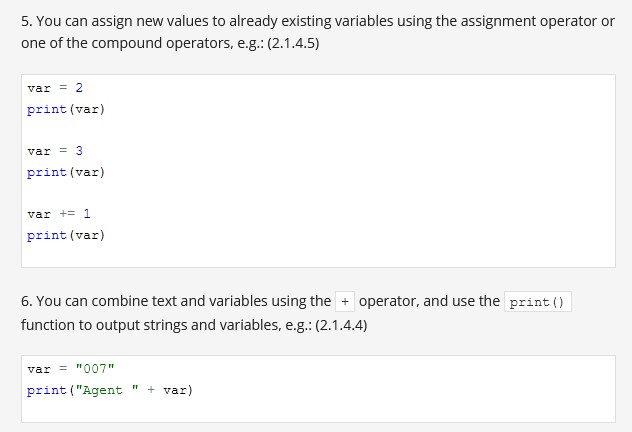 5. You can assign new values to already existing variables using the assignment operator or
one of the compound operators, e.g.: (2.1.4.5)
var = 2
print(var)
var = 3
print(var)
var += 1
print(var)
6. You can combine text and variables using the + operator, and use the print()
function to output strings and variables, e.g.: (2.1.4.4)
var = "007"
print("Agent " + var)